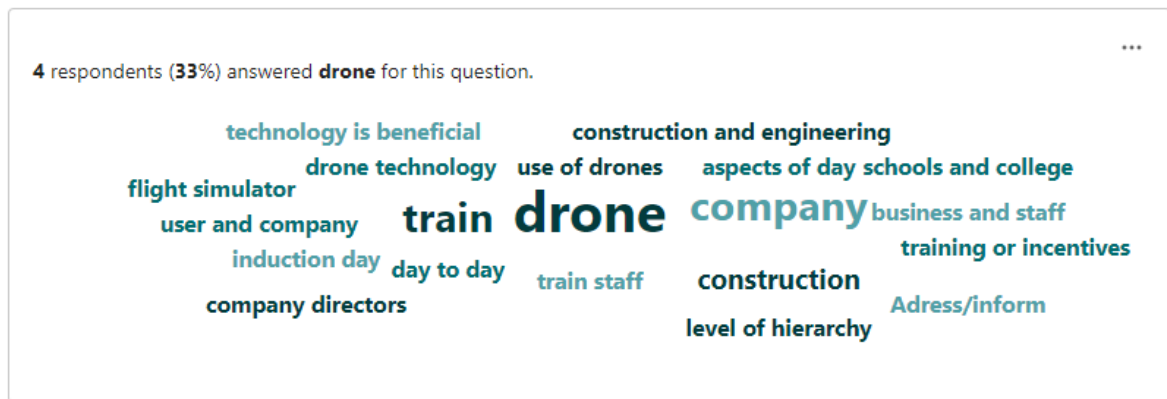 ...
4 respondents (33%) answered drone for this question.
technology is beneficial
construction and engineering
drone technology
use of drones
aspects of day schools and college
flight simulator
train
drone
company
business and staff
user and company
training or incentives
induction day
day to day
train staff
construction
company directors
Adress/inform
level of hierarchy